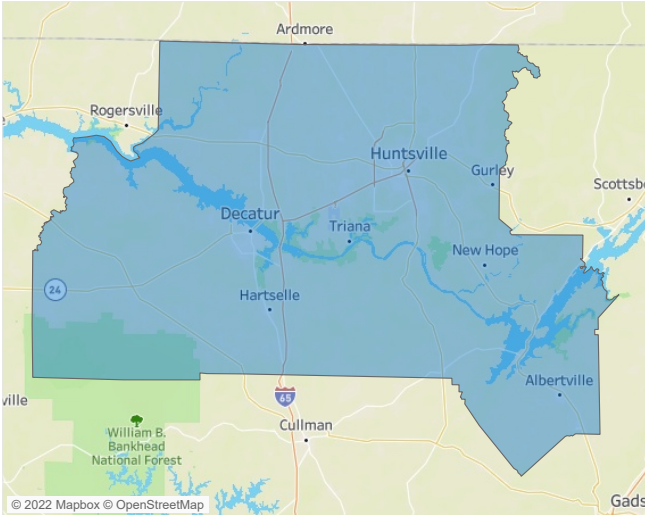 Ardmore
Rogersville
Huntsville
Gurley
Scottsbo
Decatur
Triana
New Hope
24
Hartselle
Albertville
65
ville
Cullman
William B.
Bankhead
National Forest
Gads
© 2022 Mapbox © OpenStreetMap